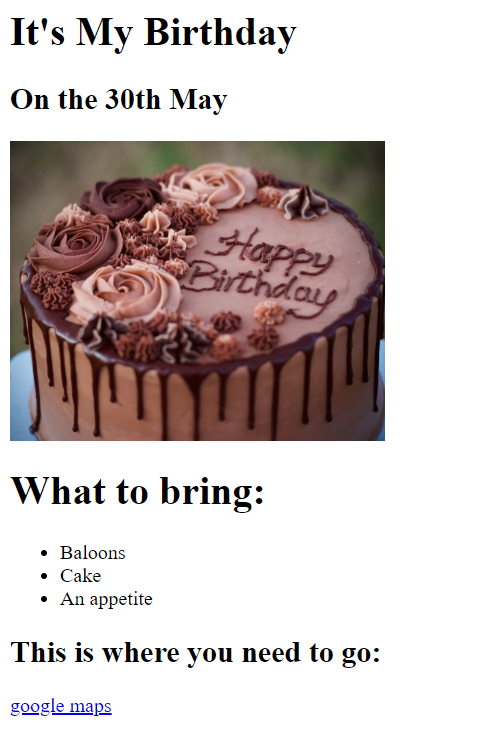 It's My Birthday
On the 30th May
Happy
Birthday
What to bring:
Baloons
Cake
An appetite
This is where you need to go:
google maps